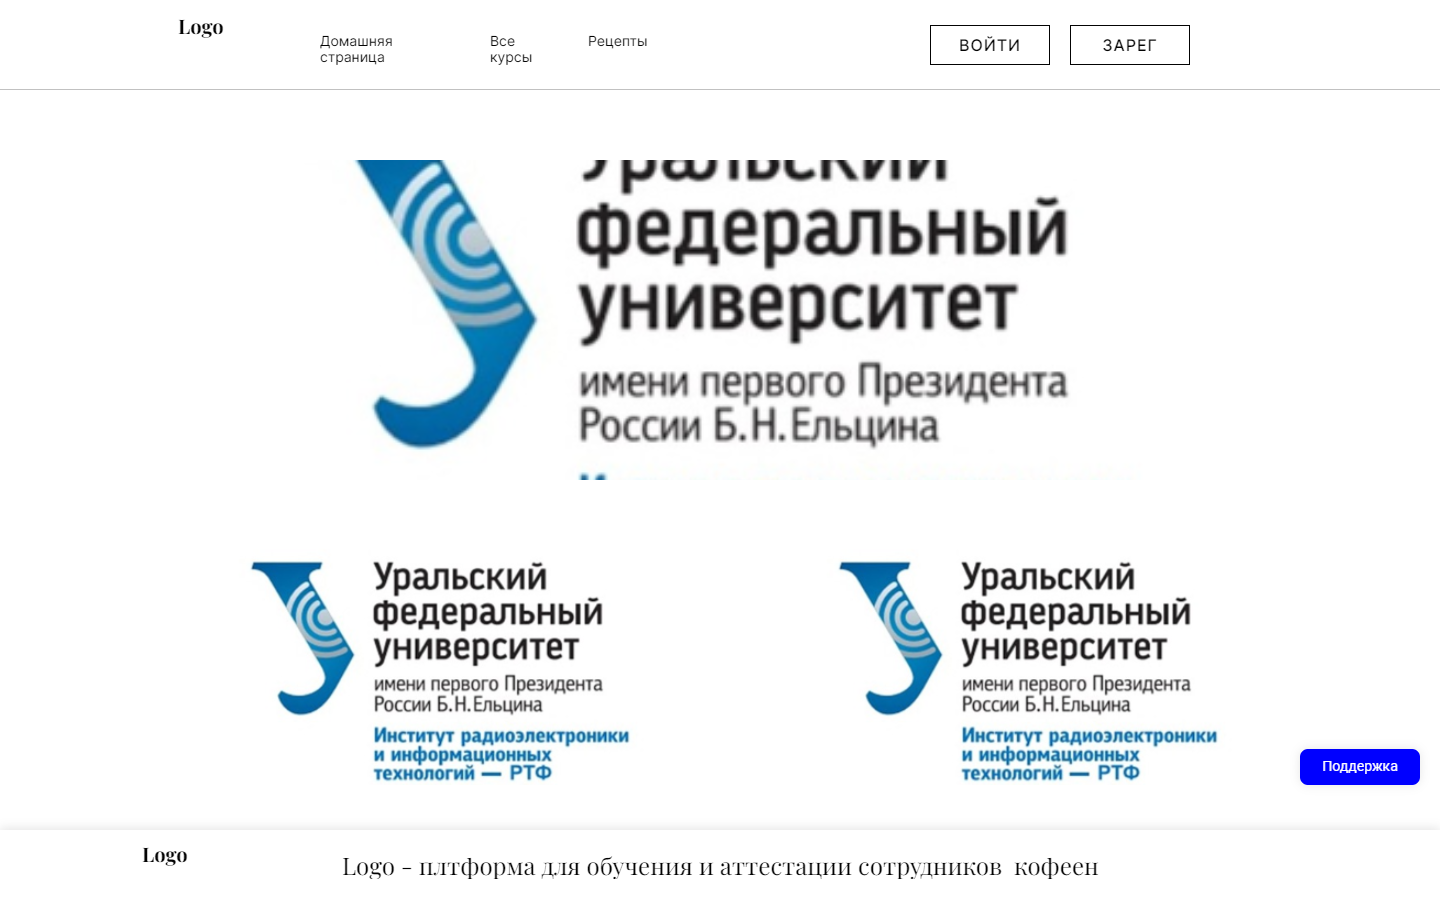 Logo
Домашняя
страница
Все
курсы
Рецепты
ВОЙТИ
ЗАРЕГ
Уральский
федеральный
университет
имени первого Президента
России Б.Н.Ельцина
Уральский
федеральный
университет
имени первого Президента
России Б.Н.Ельцина
Институт радиоэлектроники
и информационных
технологий — РТФ
Уральский
федеральный
университет
имени первого Президента
России Б.Н.Ельцина
Институт радиоэлектроники
и информационных
технологий — РТФ
Поддержка
Logo
Logo - плтформа для обучения и аттестации сотрудников кофеен